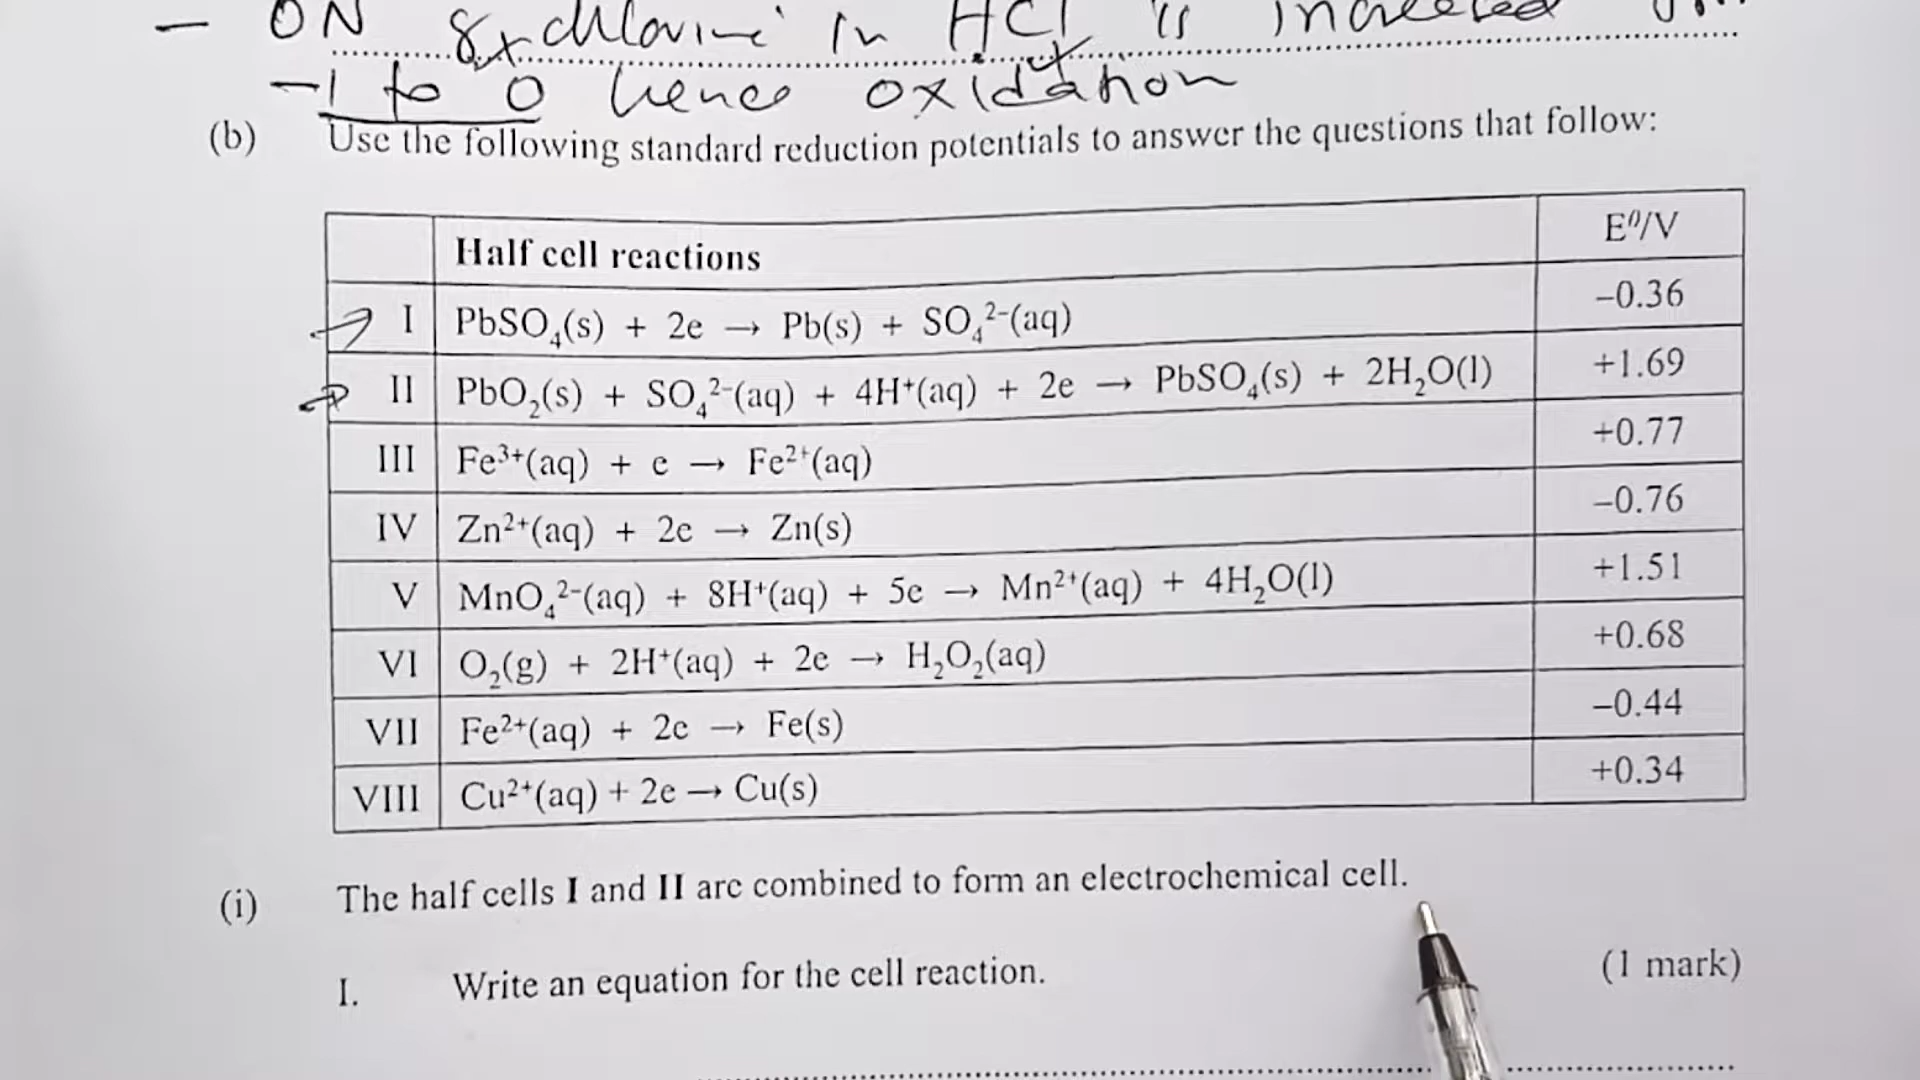 – ON 8x chlorine in HCl is increased
-1 to 0 hence oxidation
(b) Use the following standard reduction potentials to answer the questions that follow:
Half cell reactions E⁰/V
I PbSO₄(s) + 2e → Pb(s) + SO₄²⁻(aq) –0.36
II PbO₂(s) + SO₄²⁻(aq) + 4H⁺(aq) + 2e → PbSO₄(s) + 2H₂O(l) +1.69
III Fe³⁺(aq) + e → Fe²⁺(aq) +0.77
IV Zn²⁺(aq) + 2e → Zn(s) –0.76
V MnO₄²⁻(aq) + 8H⁺(aq) + 5e → Mn²⁺(aq) + 4H₂O(l) +1.51
VI O₂(g) + 2H⁺(aq) + 2e → H₂O₂(aq) +0.68
VII Fe²⁺(aq) + 2e → Fe(s) –0.44
VIII Cu²⁺(aq) + 2e → Cu(s) +0.34
(i) The half cells I and II are combined to form an electrochemical cell.
I. Write an equation for the cell reaction. (1 mark)